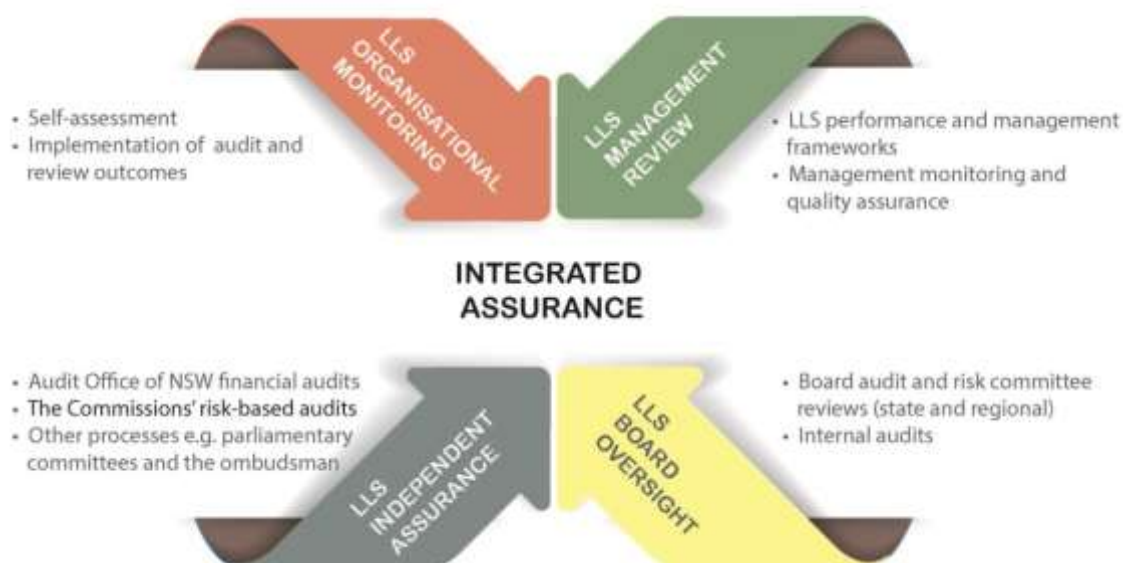 LLS
ORGANISATIONAL
MONITORING
LLS
MANAGEMENT
REVIEW
• Self-assessment
• Implementation of audit and
review outcomes
• LLS performance and management
frameworks
• Management monitoring and
quality assurance
INTEGRATED
ASSURANCE
• Audit Office of NSW financial audits
• The Commissions' risk-based audits
• Other processes e.g. parliamentary
committees and the ombudsman
LLS
INDEPENDENT
ASSURANCE
LLS
BOARD
OVERSIGHT
• Board audit and risk committee
reviews (state and regional)
• Internal audits